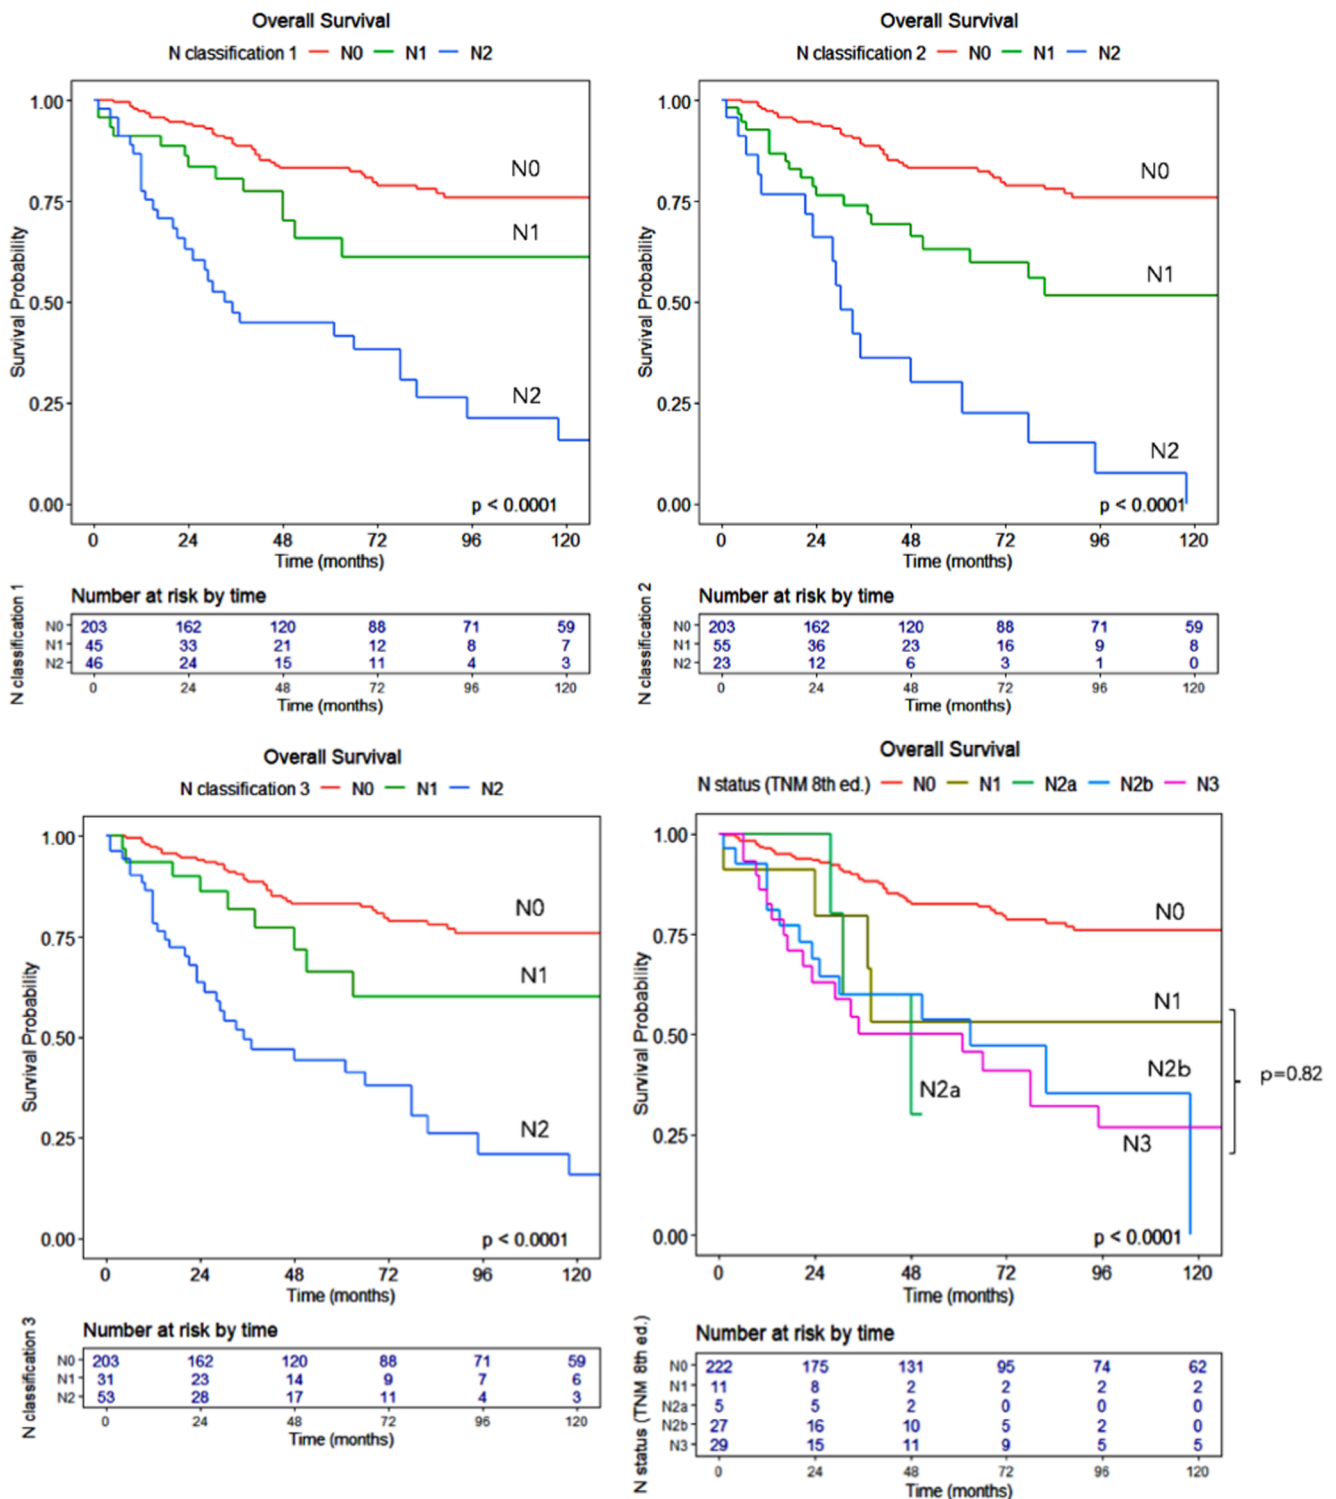 Overall Survival
N classification 1 N0 N1 N2
Survival Probability
1.00
0.75
0.50
0.25
0.00
N0
N1
N2
p < 0.0001
0 24 48 72 96 120
Time (months)
N classification 1
Number at risk by time
N0 203 162 120 88 71 59
N1 45 33 21 12 8 7
N2 46 24 15 11 4 3
0 24 48 72 96 120
Time (months)
Overall Survival
N classification 2 N0 N1 N2
Survival Probability
1.00
0.75
0.50
0.25
0.00
N0
N1
N2
p < 0.0001
0 24 48 72 96 120
Time (months)
N classification 2
Number at risk by time
N0 203 162 120 88 71 59
N1 55 36 23 16 9 8
N2 23 12 6 3 1 0
0 24 48 72 96 120
Time (months)
Overall Survival
N classification 3 N0 N1 N2
Survival Probability
1.00
0.75
0.50
0.25
0.00
N0
N1
N2
p < 0.0001
0 24 48 72 96 120
Time (months)
N classification 3
Number at risk by time
N0 203 162 120 88 71 59
N1 31 23 14 9 7 6
N2 53 28 17 11 4 3
0 24 48 72 96 120
Time (months)
Overall Survival
N status (TNM 8th ed.) N0 N1 N2a N2b N3
Survival Probability
1.00
0.75
0.50
0.25
0.00
N0
N1
N2b
N2a
N3
p=0.82
p < 0.0001
0 24 48 72 96 120
Time (months)
N status (TNM 8th ed.)
Number at risk by time
N0 222 175 131 95 74 62
N1 11 8 2 2 2 2
N2a 5 5 2 0 0 0
N2b 27 16 10 5 2 0
N3 29 15 11 9 5 5
0 24 48 72 96 120
Time (months)